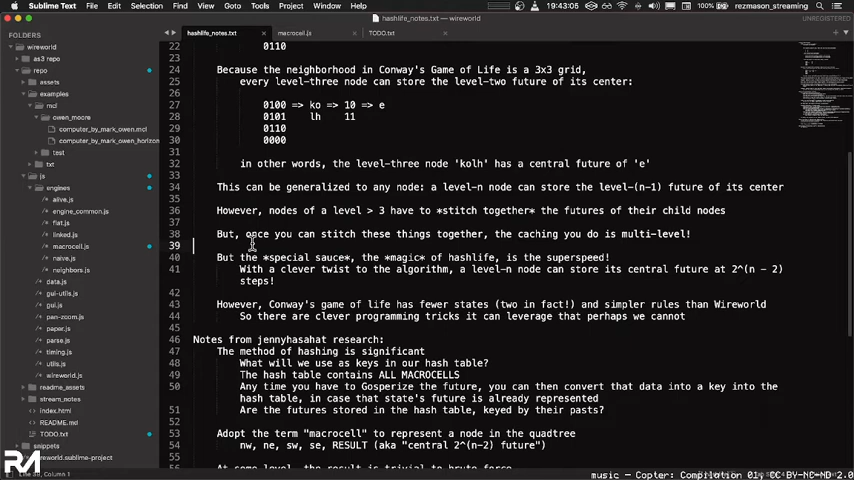 Sublime Text File Edit Selection Find View Goto Tools Project Window Help 100% 19:43:05 rezmason_streaming
hashlife_notes.txt — wireworld
UNREGISTERED
FOLDERS
wireworld
as3 repo
repo
assets
examples
mcl
owen_moore
computer_by_mark_owen.mcl
computer_by_mark_owen_horizon
test
txt
js
engines
alive.js
engine_common.js
flat.js
linked.js
macrocell.js
naive.js
neighbors.js
data.js
gui-utils.js
gui.js
pan-zoom.js
paper.js
parse.js
timing.js
utils.js
wireworld.js
readme_assets
stream_notes
index.html
README.md
TODO.txt
snippets
wireworld.sublime-project
hashlife_notes.txt macrocell.js TODO.txt
22 0110
23
24 Because the neighborhood in Conway's Game of Life is a 3x3 grid,
25 every level-three node can store the level-two future of its center:
26
27 0100 => ko => 10 => e
28 0101 lh 11
29 0110
30 0000
31
32 in other words, the level-three node 'kolh' has a central future of 'e'
33
34 This can be generalized to any node: a level-n node can store the level-(n-1) future of its center
35
36 However, nodes of a level > 3 have to *stitch together* the futures of their child nodes
37
38 But, once you can stitch these things together, the caching you do is multi-level!
39
40 But the *special sauce*, the *magic* of hashlife, is the superspeed!
41 With a clever twist to the algorithm, a level-n node can store its central future at 2^(n - 2)
steps!
42
43 However, Conway's game of life has fewer states (two in fact!) and simpler rules than Wireworld
44 So there are clever programming tricks it can leverage that perhaps we cannot
45
46 Notes from jennyhasahat research:
47 The method of hashing is significant
48 What will we use as keys in our hash table?
49 The hash table contains ALL MACROCELLS
50 Any time you have to Gosperize the future, you can then convert that data into a key into the
hash table, in case that state's future is already represented
51 Are the futures stored in the hash table, keyed by their pasts?
52
53 Adopt the term "macrocell" to represent a node in the quadtree
54 nw, ne, sw, se, RESULT (aka "central 2^(n-2) future")
55
56 At some level, the result is trivial to brute force
Line 39, Column 1
music — Copter: Compilation 01, CC BY-NC-ND 2.0